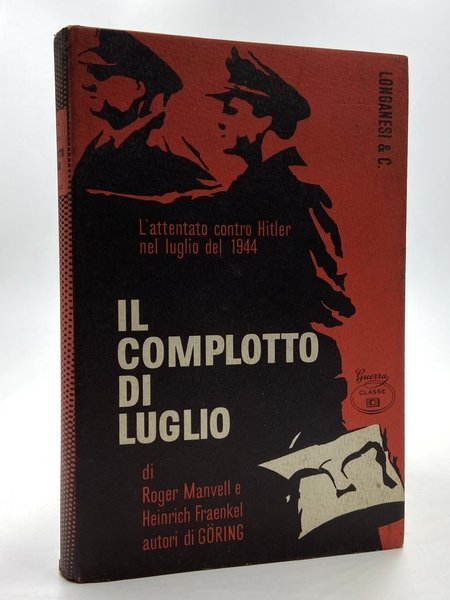 LONGANESI & C.
L'attentato contro Hitler
nel luglio del 1944
IL
COMPLOTTO
DI
LUGLIO
Guerra
CLASSE
di
Roger Manvell e
Heinrich Fraenkel
autori di GÖRING